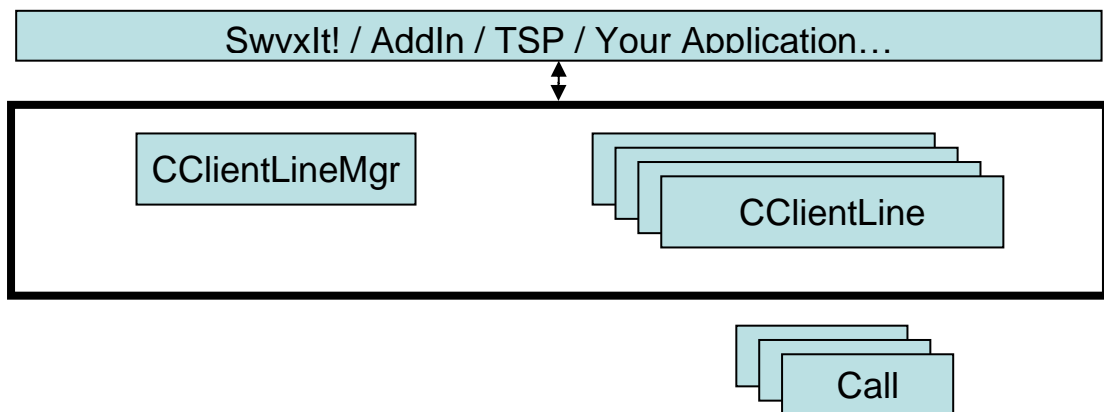 SwyxIt! / AddIn / TSP / Your Application…
CClientLineMgr
CClientLine
Call